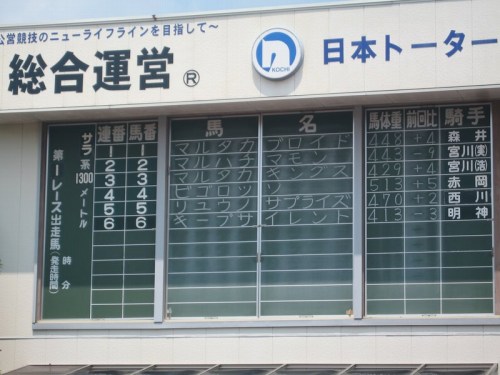 公営競技のニューライフラインを目指して～
総合運営®
KOCHI
日本トーター
第1レース出走馬(発走時間) 時 分
サラ系1300メートル
連番 馬番 馬名 馬体重 前回比 騎手
1 1 マルタカプロイド 448 +4 森井
2 2 マルハチマモン 443 -9 宮川(実)
3 3 マルタカキングス 429 +4 宮川(浩)
4 4 513 +5 赤岡
5 5 リュウノサプライズ 470 +2 西川
6 6 キープサイレント 413 -3 明神